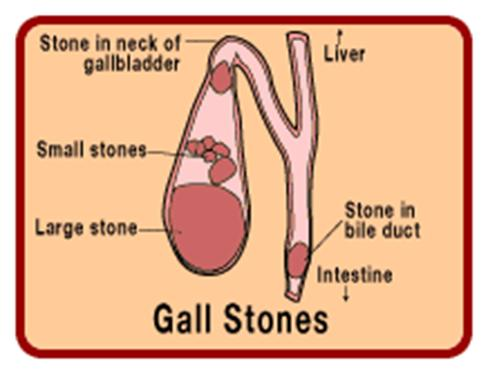 Stone in neck of
gallbladder
Liver
Small stones
Large stone
Stone in
bile duct
Intestine
Gall Stones